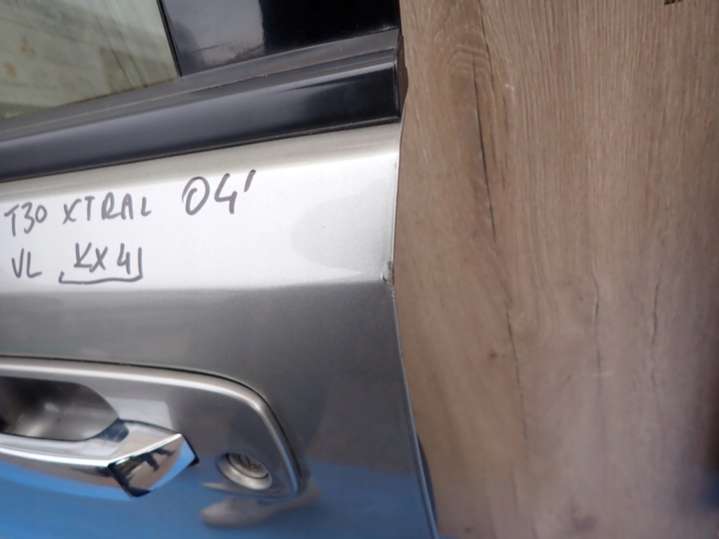 T30 XTRAL 04'
VL KX41